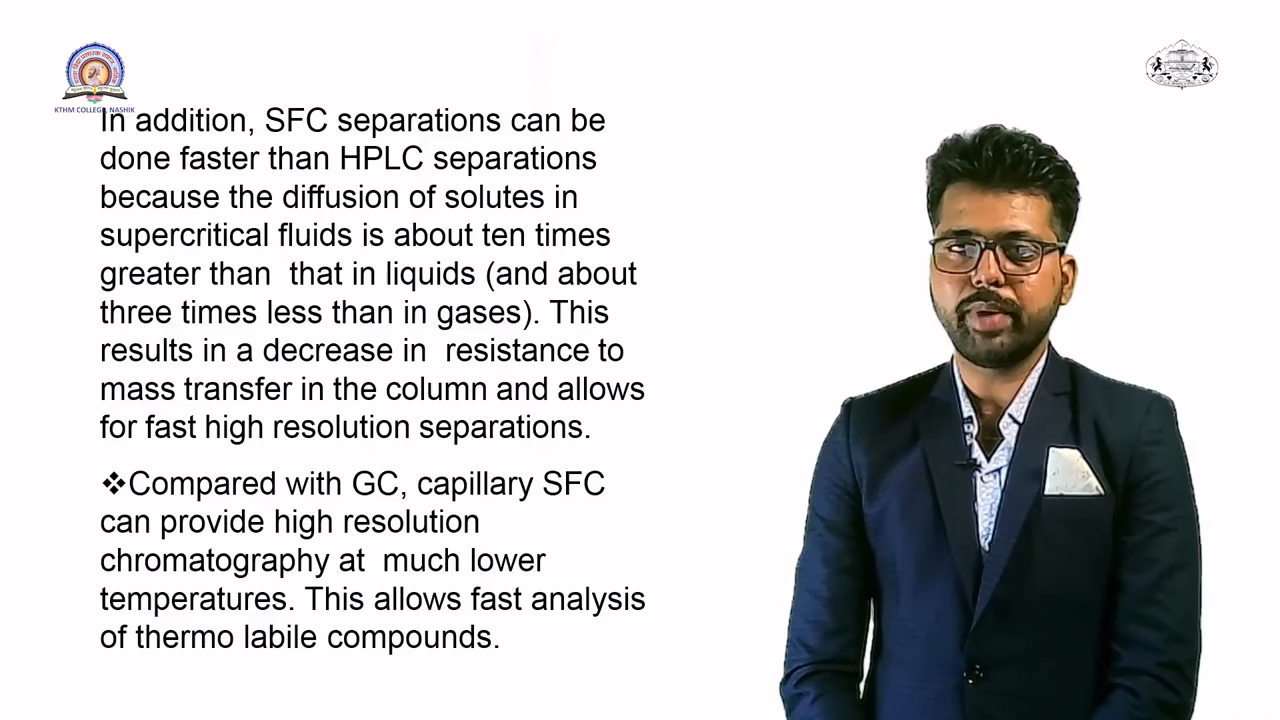 KTHM COLLEGE, NASHIK
In addition, SFC separations can be
done faster than HPLC separations
because the diffusion of solutes in
supercritical fluids is about ten times
greater than  that in liquids (and about
three times less than in gases). This
results in a decrease in  resistance to
mass transfer in the column and allows
for fast high resolution separations.
❖Compared with GC, capillary SFC
can provide high resolution
chromatography at  much lower
temperatures. This allows fast analysis
of thermo labile compounds.